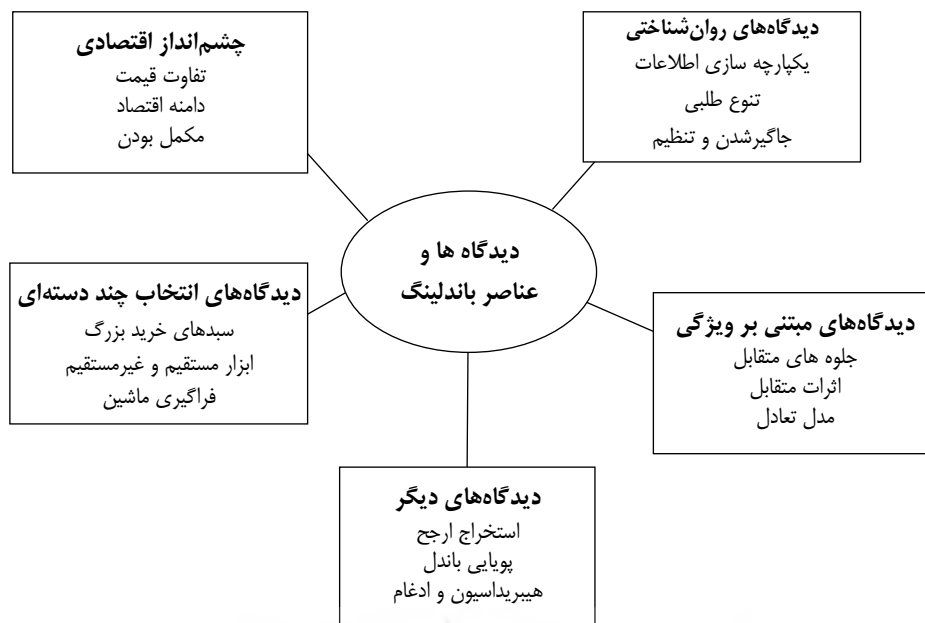 دیدگاه‌های روان‌شناختی
یکپارچه سازی اطلاعات
تنوع طلبی
جاگیرشدن و تنظیم
چشم‌انداز اقتصادی
تفاوت قیمت
دامنه اقتصاد
مکمل بودن
دیدگاه ها و
عناصر باندلینگ
دیدگاه‌های مبتنی بر ویژگی
جلوه های متقابل
اثرات متقابل
مدل تعادل
دیدگاه‌های انتخاب چند دسته‌ای
سبدهای خرید بزرگ
ابزار مستقیم و غیرمستقیم
فراگیری ماشین
دیدگاه‌های دیگر
استخراج ارجح
پویایی باندل
هیبریداسیون و ادغام